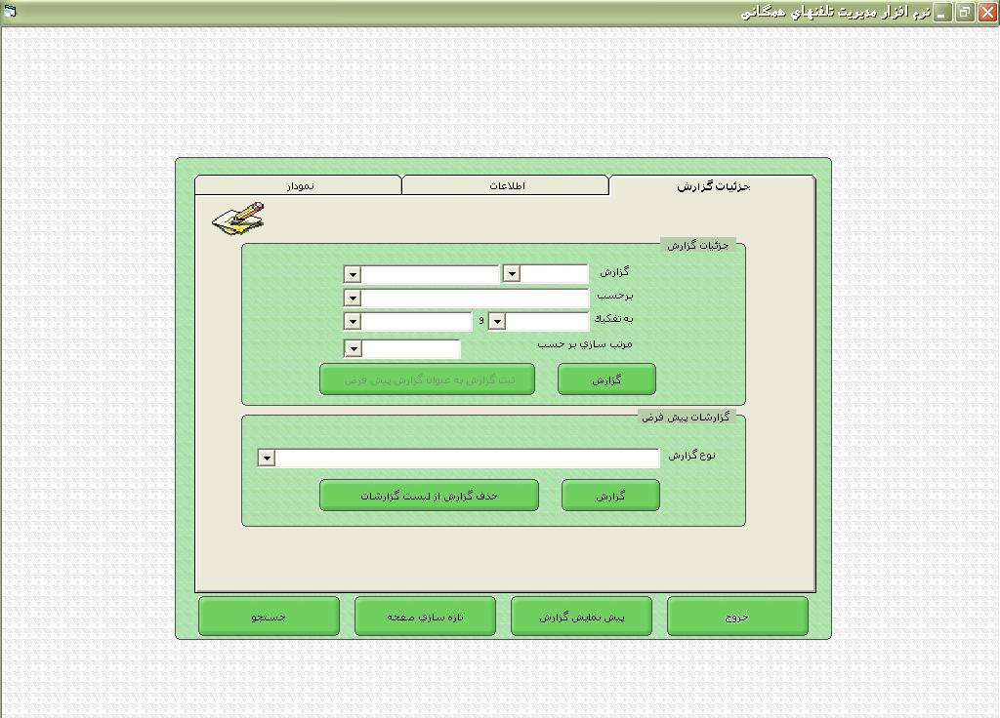 نرم افزار مديريت تلفنهاي همگاني
جزئيات گزارش
اطلاعات
نمودار
جزئيات گزارش
گزارش
برحسب
به تفكيك
و
مرتب سازي بر حسب
گزارش
ثبت گزارش به عنوان گزارش پيش فرض
گزارشات پيش فرض
نوع گزارش
گزارش
حذف گزارش از ليست گزارشات
خروج
پيش نمايش گزارش
تازه سازي صفحه
جستجو